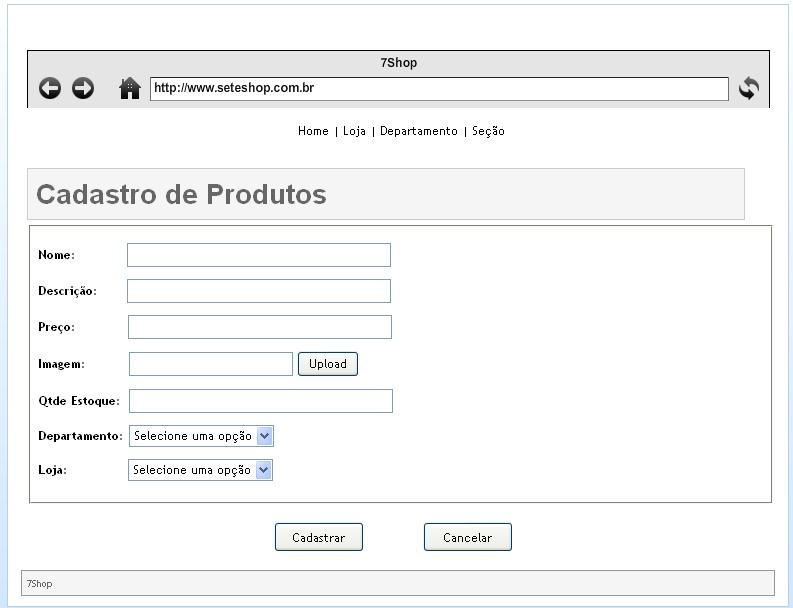 7Shop
http://www.seteshop.com.br
Home | Loja | Departamento | Seção
Cadastro de Produtos
Nome:
Descrição:
Preço:
Imagem: Upload
Qtde Estoque:
Departamento: Selecione uma opção
Loja: Selecione uma opção
Cadastrar Cancelar
7Shop